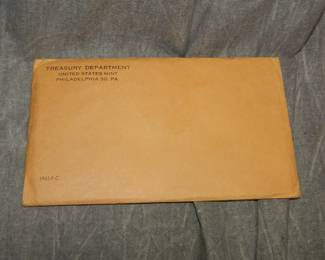 TREASURY DEPARTMENT
UNITED STATES MINT
PHILADELPHIA 30, PA.